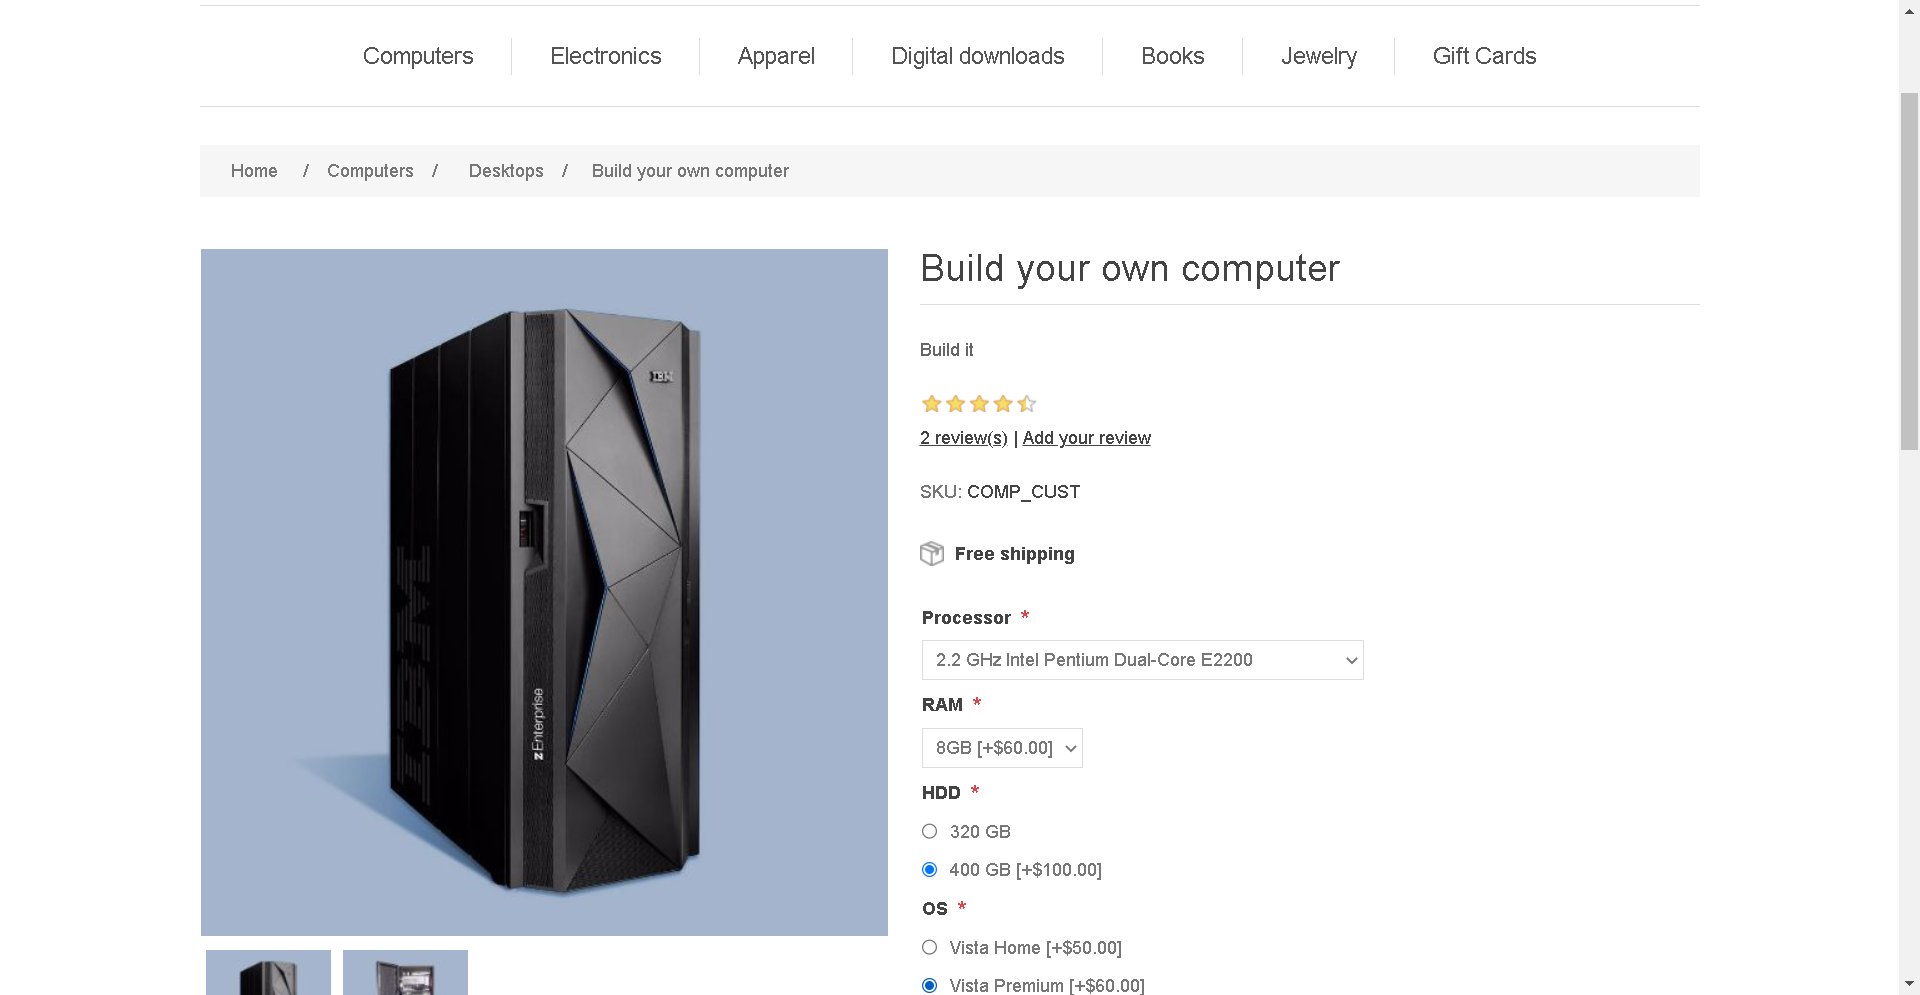 Computers
Electronics
Apparel
Digital downloads
Books
Jewelry
Gift Cards
Home / Computers / Desktops / Build your own computer
IBM
IBM
zEnterprise
Build your own computer
Build it
2 review(s) | Add your review
SKU: COMP_CUST
Free shipping
Processor *
2.2 GHz Intel Pentium Dual-Core E2200
RAM *
8GB [+$60.00]
HDD *
320 GB
400 GB [+$100.00]
OS *
Vista Home [+$50.00]
Vista Premium [+$60.00]